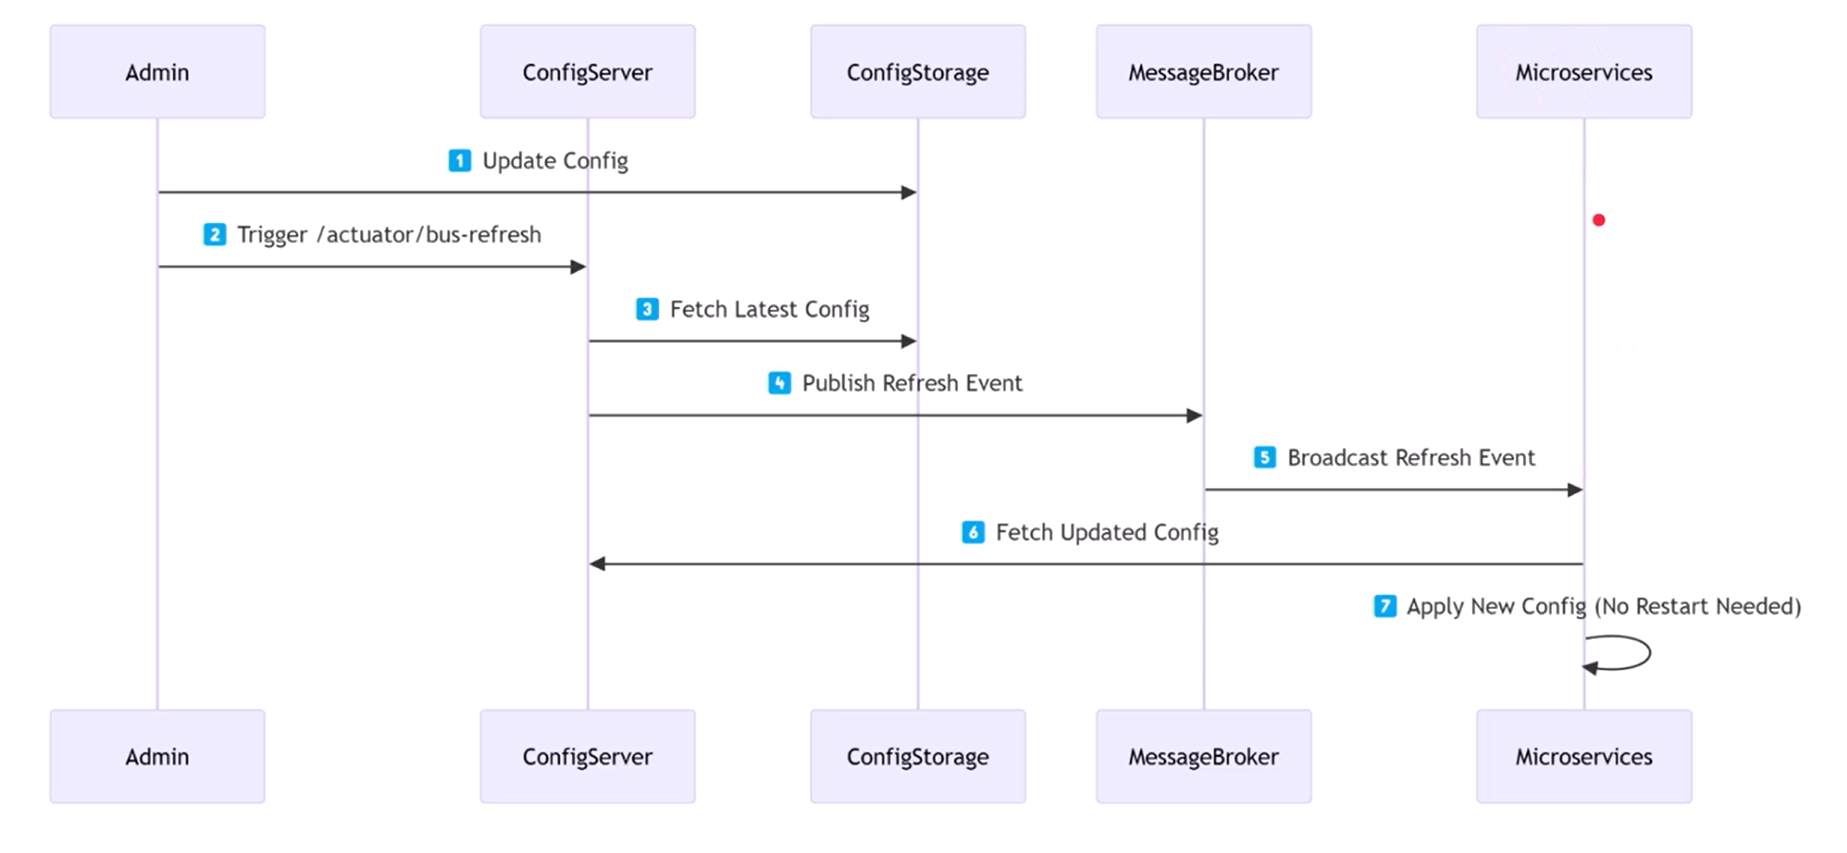 Admin
ConfigServer
ConfigStorage
MessageBroker
Microservices
1 Update Config
2 Trigger /actuator/bus-refresh
3 Fetch Latest Config
4 Publish Refresh Event
5 Broadcast Refresh Event
6 Fetch Updated Config
7 Apply New Config (No Restart Needed)
Admin
ConfigServer
ConfigStorage
MessageBroker
Microservices